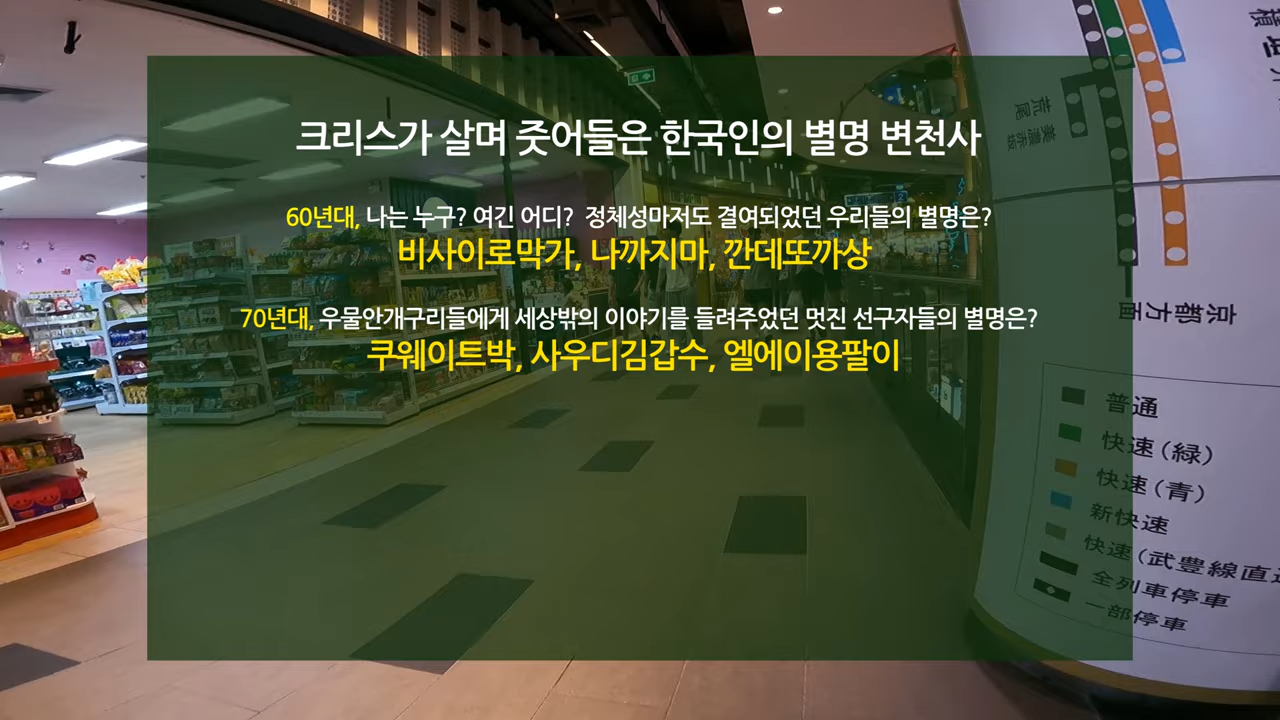 크리스가 살며 줏어들은 한국인의 별명 변천사
60년대, 나는 누구? 여긴 어디? 정체성마저도 결여되었던 우리들의 별명은?
비사이로막가, 나까지마, 깐데또까상
70년대, 우물안개구리들에게 세상밖의 이야기를 들려주었던 멋진 선구자들의 별명은?
쿠웨이트박, 사우디김갑수, 엘에이용팔이
京都方面
普通
快速(緑)
快速(青)
新快速
快速(武豊線直
全列車停車
一部停車